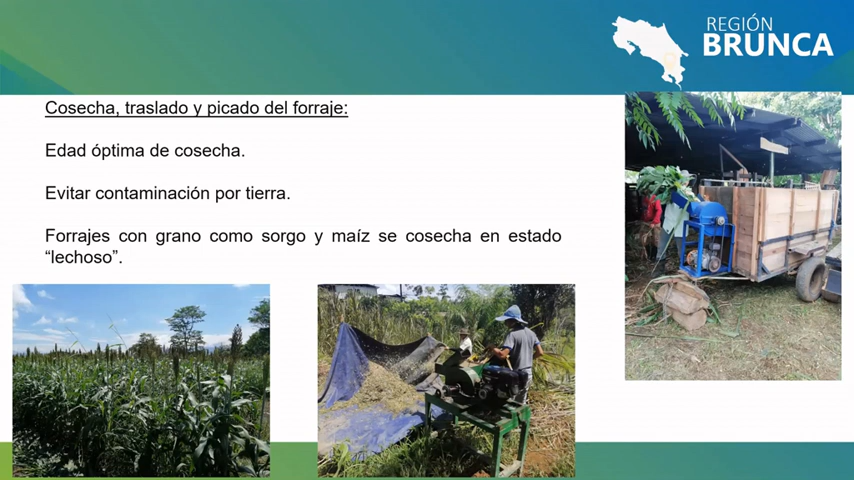 REGIÓN
BRUNCA
Cosecha, traslado y picado del forraje:
Edad óptima de cosecha.
Evitar contaminación por tierra.
Forrajes con grano como sorgo y maíz se cosecha en estado
“lechoso”.